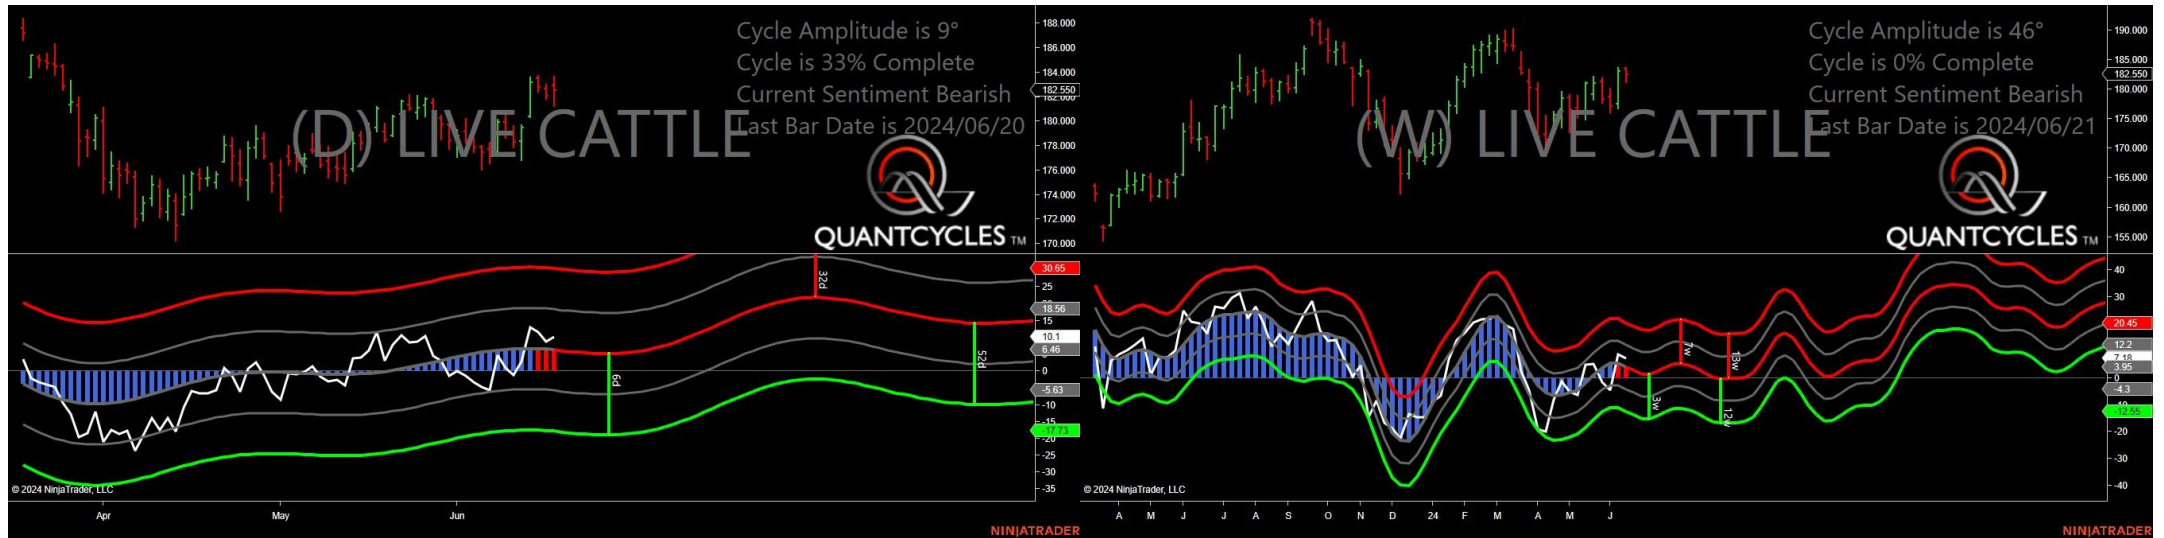 Cycle Amplitude is 9°
Cycle is 33% Complete
Current Sentiment Bearish
Last Bar Date is 2024/06/20
(D) LIVE CATTLE
QUANTCYCLES TM
188.000
186.000
184.000
182.550
182.000
180.000
178.000
176.000
174.000
172.000
170.000
30.65
25
18.56
15
10.1
6.46
0
-5.63
-10
-17.73
-20
-25
-30
-35
32d
52d
6d
© 2024 NinjaTrader, LLC
Apr May Jun
NINJATRADER
Cycle Amplitude is 46°
Cycle is 0% Complete
Current Sentiment Bearish
Last Bar Date is 2024/06/21
(W) LIVE CATTLE
QUANTCYCLES TM
190.000
185.000
182.550
180.000
175.000
170.000
165.000
160.000
155.000
40
30
20.45
12.2
7.18
3.95
0
-4.3
-12.55
-20
-30
-40
7w
13w
3w
12w
© 2024 NinjaTrader, LLC
A M J J A S O N D 24 F M A M J
NINJATRADER